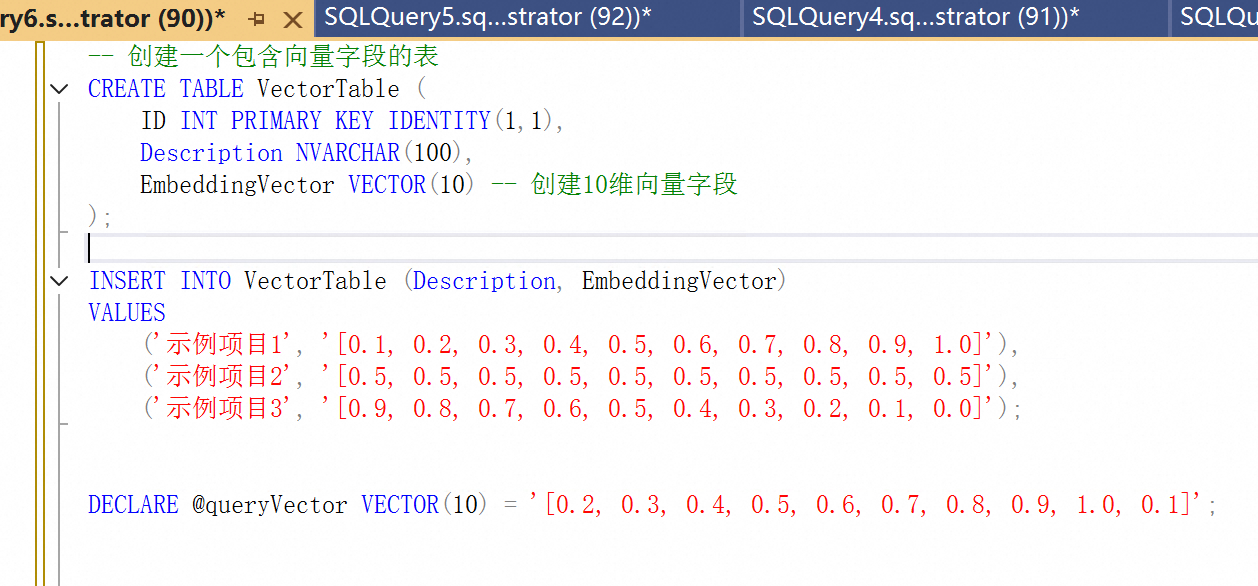 ry6.s...trator (90))* SQLQuery5.sq...strator (92))* SQLQuery4.sq...strator (91))* SQLQu
-- 创建一个包含向量字段的表
CREATE TABLE VectorTable (
ID INT PRIMARY KEY IDENTITY(1,1),
Description NVARCHAR(100),
EmbeddingVector VECTOR(10) -- 创建10维向量字段
);
INSERT INTO VectorTable (Description, EmbeddingVector)
VALUES
('示例项目1', '[0.1, 0.2, 0.3, 0.4, 0.5, 0.6, 0.7, 0.8, 0.9, 1.0]'),
('示例项目2', '[0.5, 0.5, 0.5, 0.5, 0.5, 0.5, 0.5, 0.5, 0.5, 0.5]'),
('示例项目3', '[0.9, 0.8, 0.7, 0.6, 0.5, 0.4, 0.3, 0.2, 0.1, 0.0]');
DECLARE @queryVector VECTOR(10) = '[0.2, 0.3, 0.4, 0.5, 0.6, 0.7, 0.8, 0.9, 1.0, 0.1]';